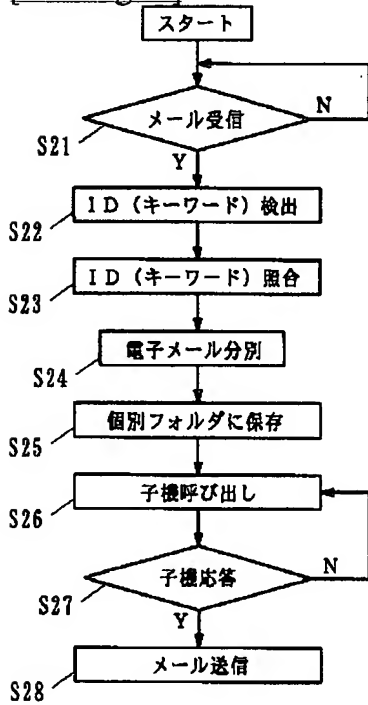 スタート
メール受信
N
S21
Y
ID（キーワード）検出
S22
ID（キーワード）照合
S23
電子メール分別
S24
個別フォルダに保存
S25
子機呼び出し
S26
子機応答
N
S27
Y
メール送信
S28